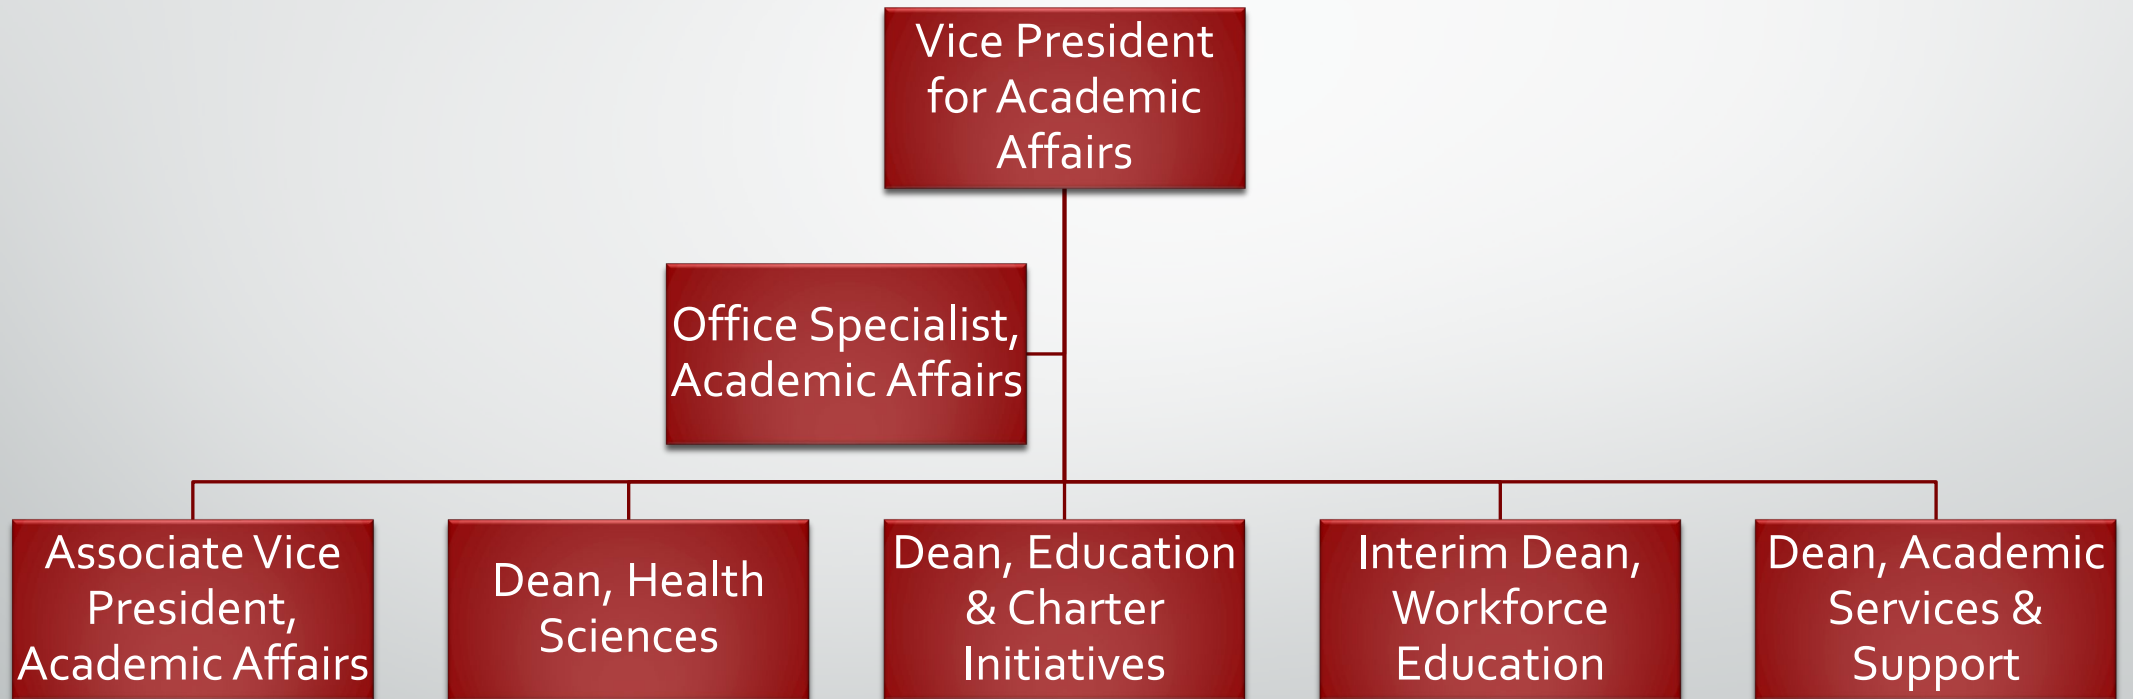 Vice President
for Academic
Affairs
Office Specialist,
Academic Affairs
Associate Vice
President,
Academic Affairs
Dean, Health
Sciences
Dean, Education
& Charter
Initiatives
Interim Dean,
Workforce
Education
Dean, Academic
Services &
Support